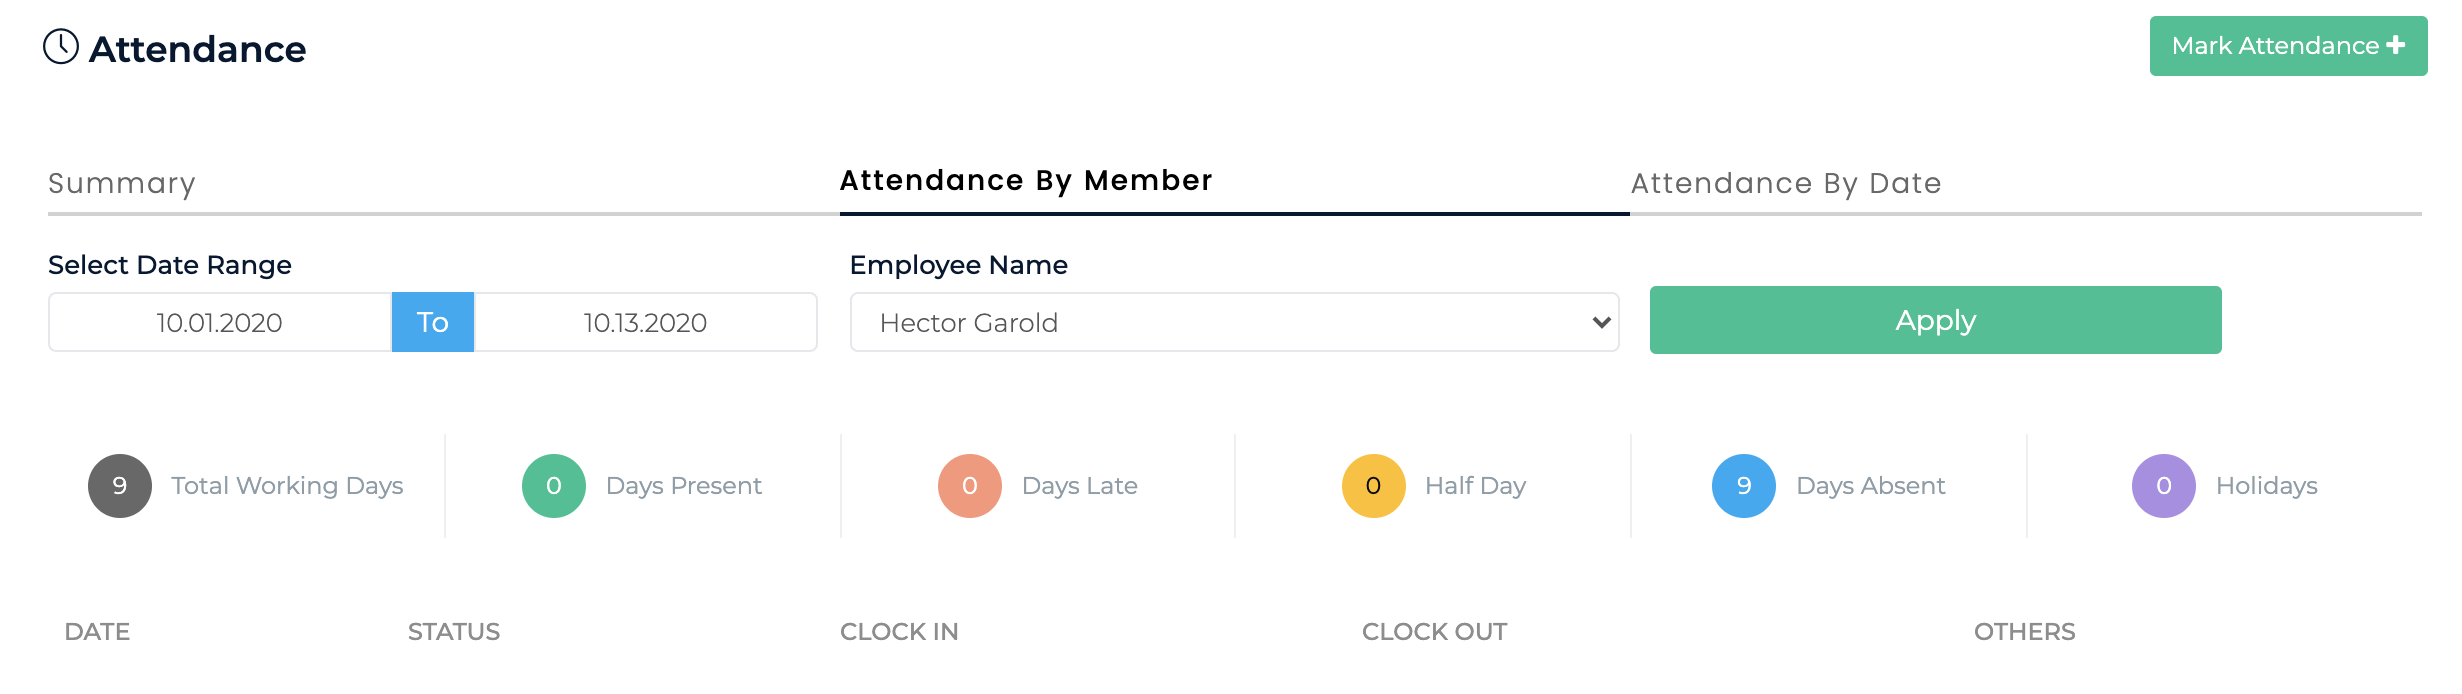 Attendance
Mark Attendance
Summary
Attendance By Member
Attendance By Date
Select Date Range
Employee Name
10.01.2020 To 10.13.2020
Hector Garold
Apply
9 Total Working Days
0 Days Present
0 Days Late
0 Half Day
9 Days Absent
0 Holidays
DATE STATUS CLOCK IN CLOCK OUT OTHERS